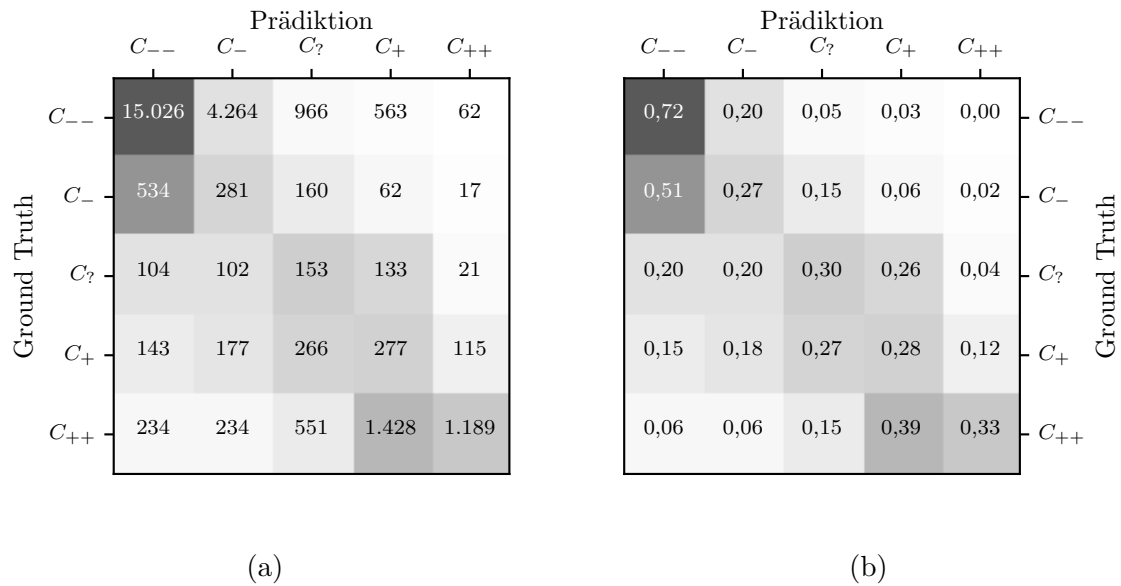 Prädiktion
C₋₋ C₋ C? C₊ C₊₊
Ground Truth
C₋₋ 15.026 4.264 966 563 62
C₋ 534 281 160 62 17
C? 104 102 153 133 21
C₊ 143 177 266 277 115
C₊₊ 234 234 551 1.428 1.189
(a)
Prädiktion
C₋₋ C₋ C? C₊ C₊₊
0,72 0,20 0,05 0,03 0,00 C₋₋
0,51 0,27 0,15 0,06 0,02 C₋
0,20 0,20 0,30 0,26 0,04 C?
0,15 0,18 0,27 0,28 0,12 C₊
0,06 0,06 0,15 0,39 0,33 C₊₊
Ground Truth
(b)